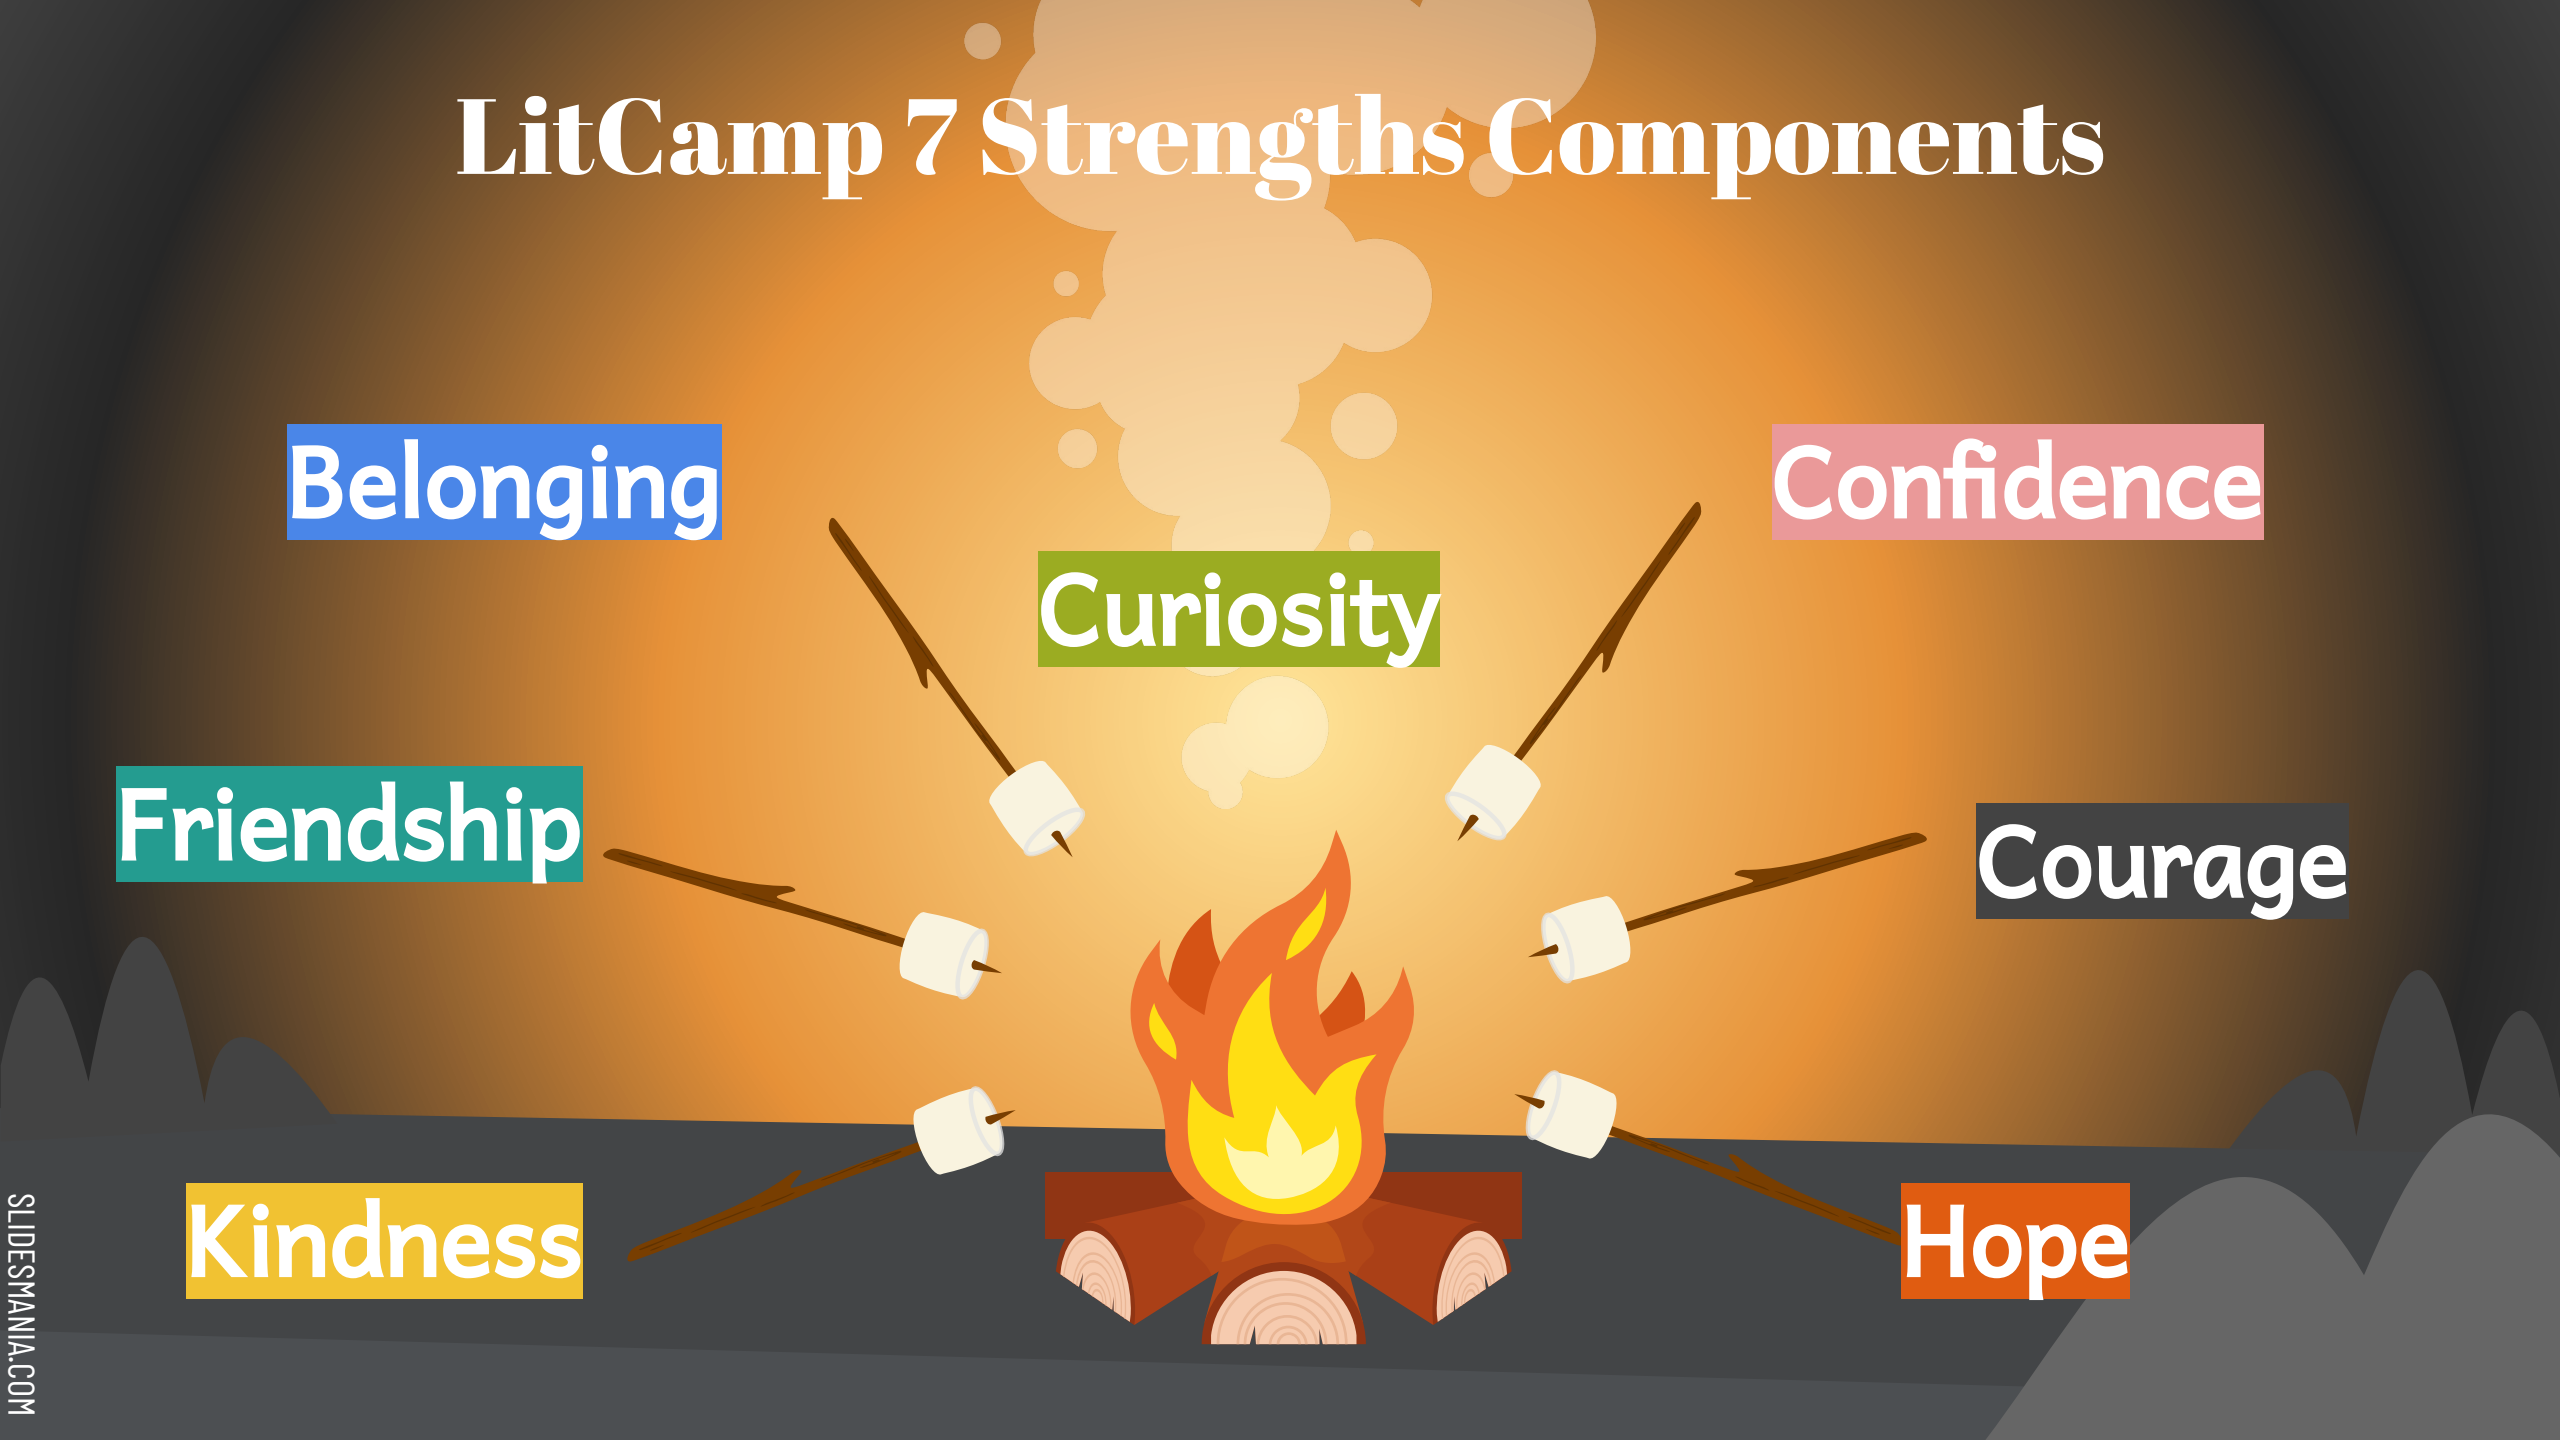 LitCamp 7 Strengths Components
Belonging
Confidence
Curiosity
Friendship
Courage
Kindness
Hope
SLIDESMANIA.COM